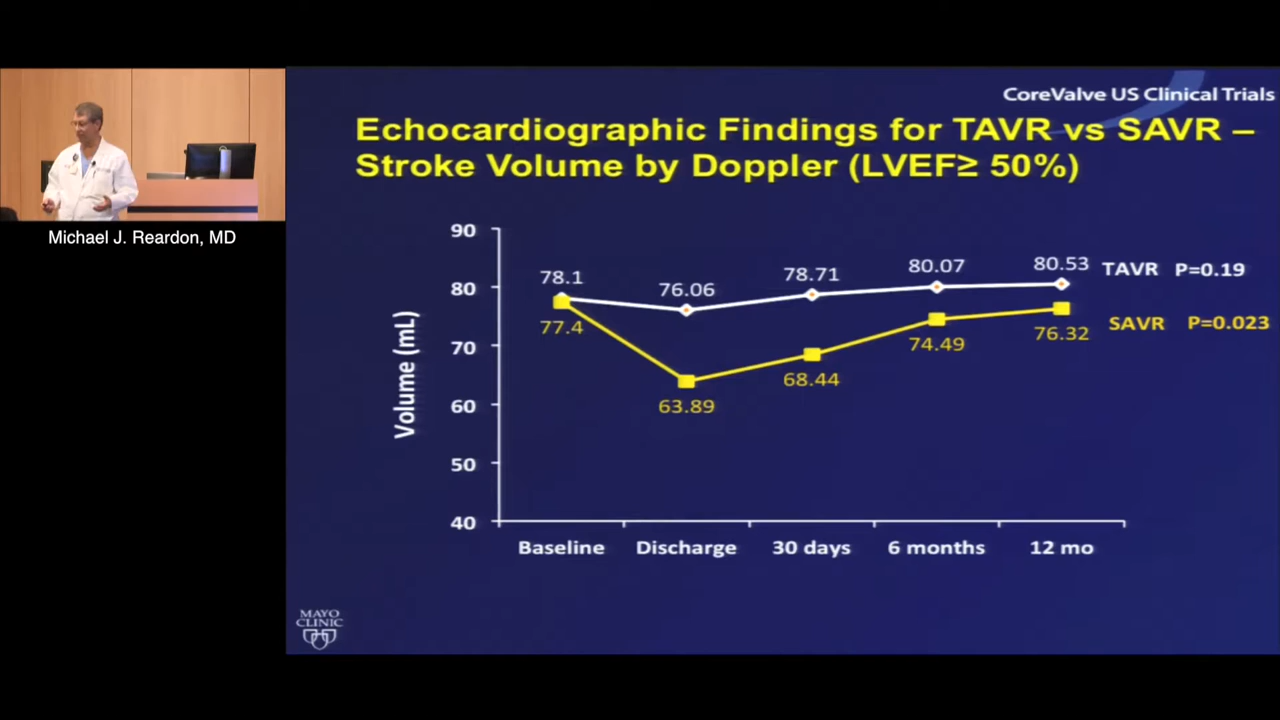 CoreValve US Clinical Trials
Echocardiographic Findings for TAVR vs SAVR –
Stroke Volume by Doppler (LVEF≥ 50%)
Michael J. Reardon, MD
Volume (mL)
90
80
70
60
50
40
78.1
76.06
78.71
80.07
80.53
TAVR P=0.19
77.4
63.89
68.44
74.49
76.32
SAVR P=0.023
Baseline
Discharge
30 days
6 months
12 mo
MAYO
CLINIC